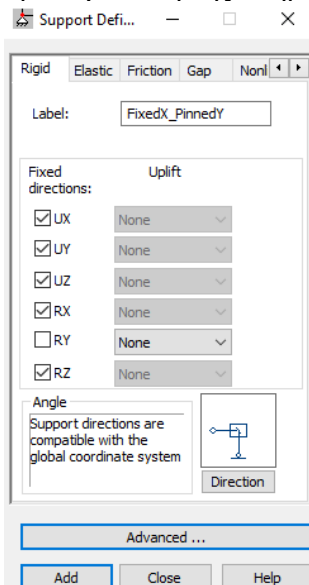 Support Defi...
Rigid Elastic Friction Gap Nonl
Label: FixedX_PinnedY
Fixed directions: Uplift
UX None
UY None
UZ None
RX None
RY None
RZ None
Angle
Support directions are
compatible with the
global coordinate system
Direction
Advanced ...
Add Close Help